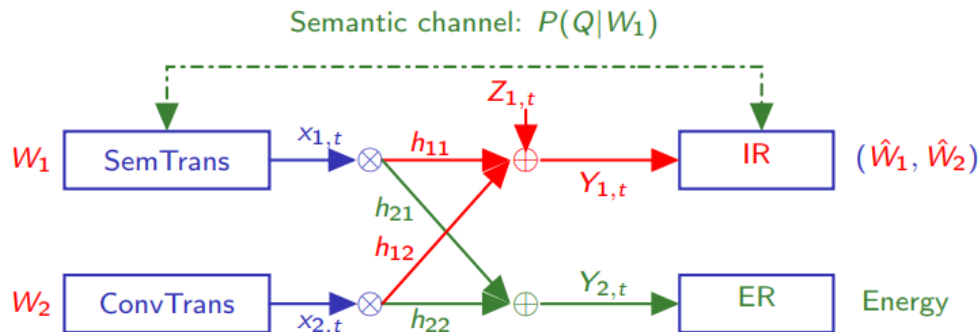 Semantic channel: P(Q|W₁)
Z₁,ₜ
W₁ SemTrans x₁,ₜ h₁₁ IR (Ŵ₁, Ŵ₂)
Y₁,ₜ
h₂₁
h₁₂
W₂ ConvTrans x₂,ₜ h₂₂ Y₂,ₜ ER Energy